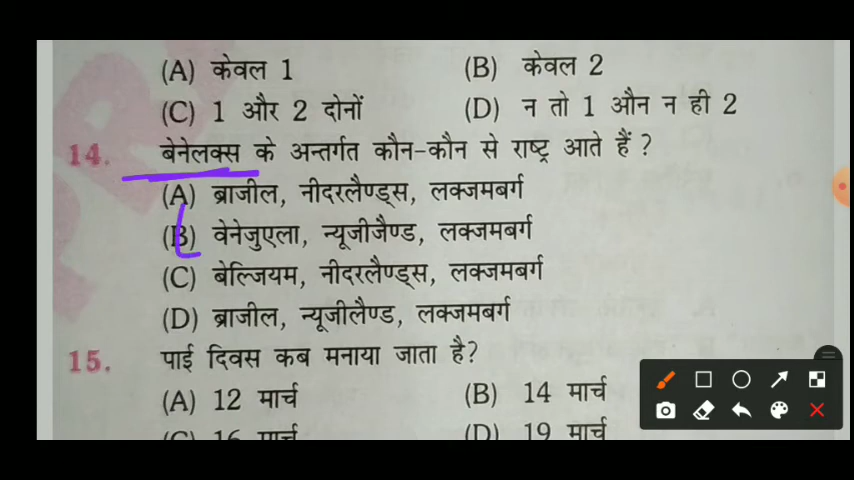 (A) केवल 1 (B) केवल 2
(C) 1 और 2 दोनों (D) न तो 1 औन न ही 2
14. बेनेलक्स के अन्तर्गत कौन-कौन से राष्ट्र आते हैं ?
(A) ब्राजील, नीदरलैण्ड्स, लक्जमबर्ग
(B) वेनेजुएला, न्यूजीजैण्ड, लक्जमबर्ग
(C) बेल्जियम, नीदरलैण्ड्स, लक्जमबर्ग
(D) ब्राजील, न्यूजीलैण्ड, लक्जमबर्ग
15. पाई दिवस कब मनाया जाता है?
(A) 12 मार्च (B) 14 मार्च
(C) 16 मार्च (D) 19 मार्च